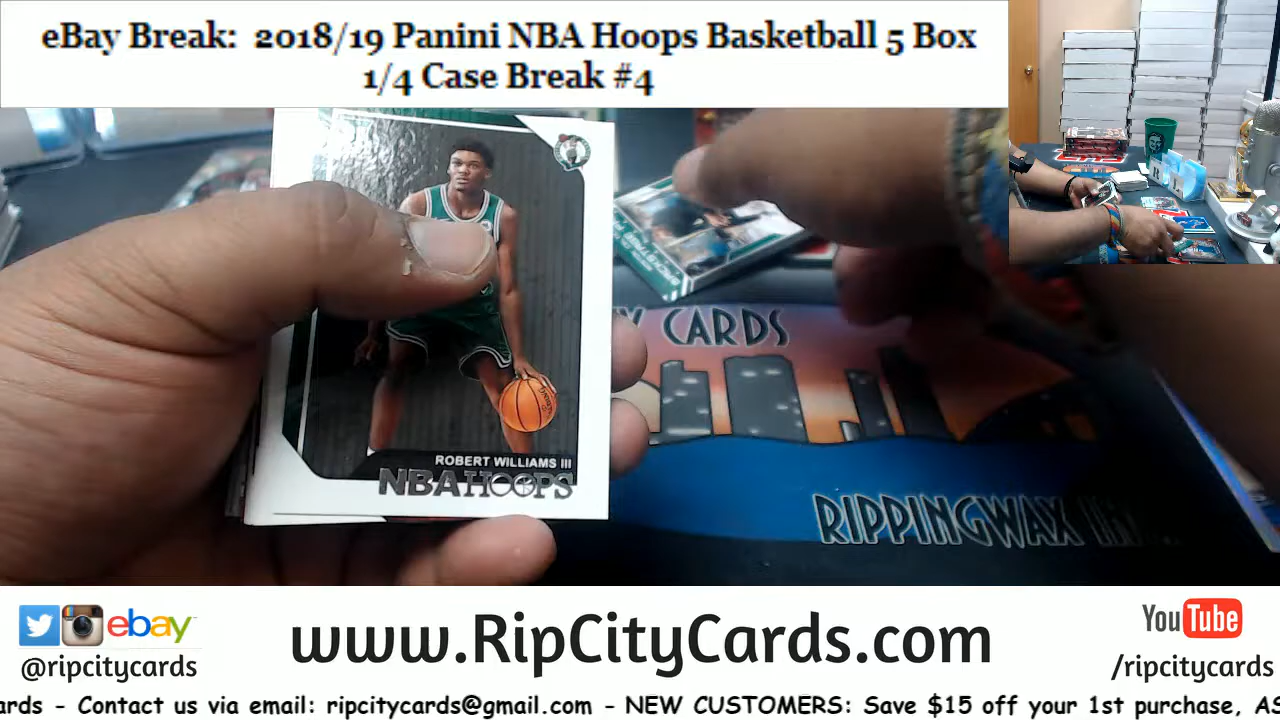 eBay Break: 2018/19 Panini NBA Hoops Basketball 5 Box
1/4 Case Break #4
ROBERT WILLIAMS III
NBA HOOPS
CARDS
RIPPINGWAX
ebay
@ripcitycards
www.RipCityCards.com
YouTube
/ripcitycards
ards - Contact us via email: ripcitycards@gmail.com - NEW CUSTOMERS: Save $15 off your 1st purchase, AS